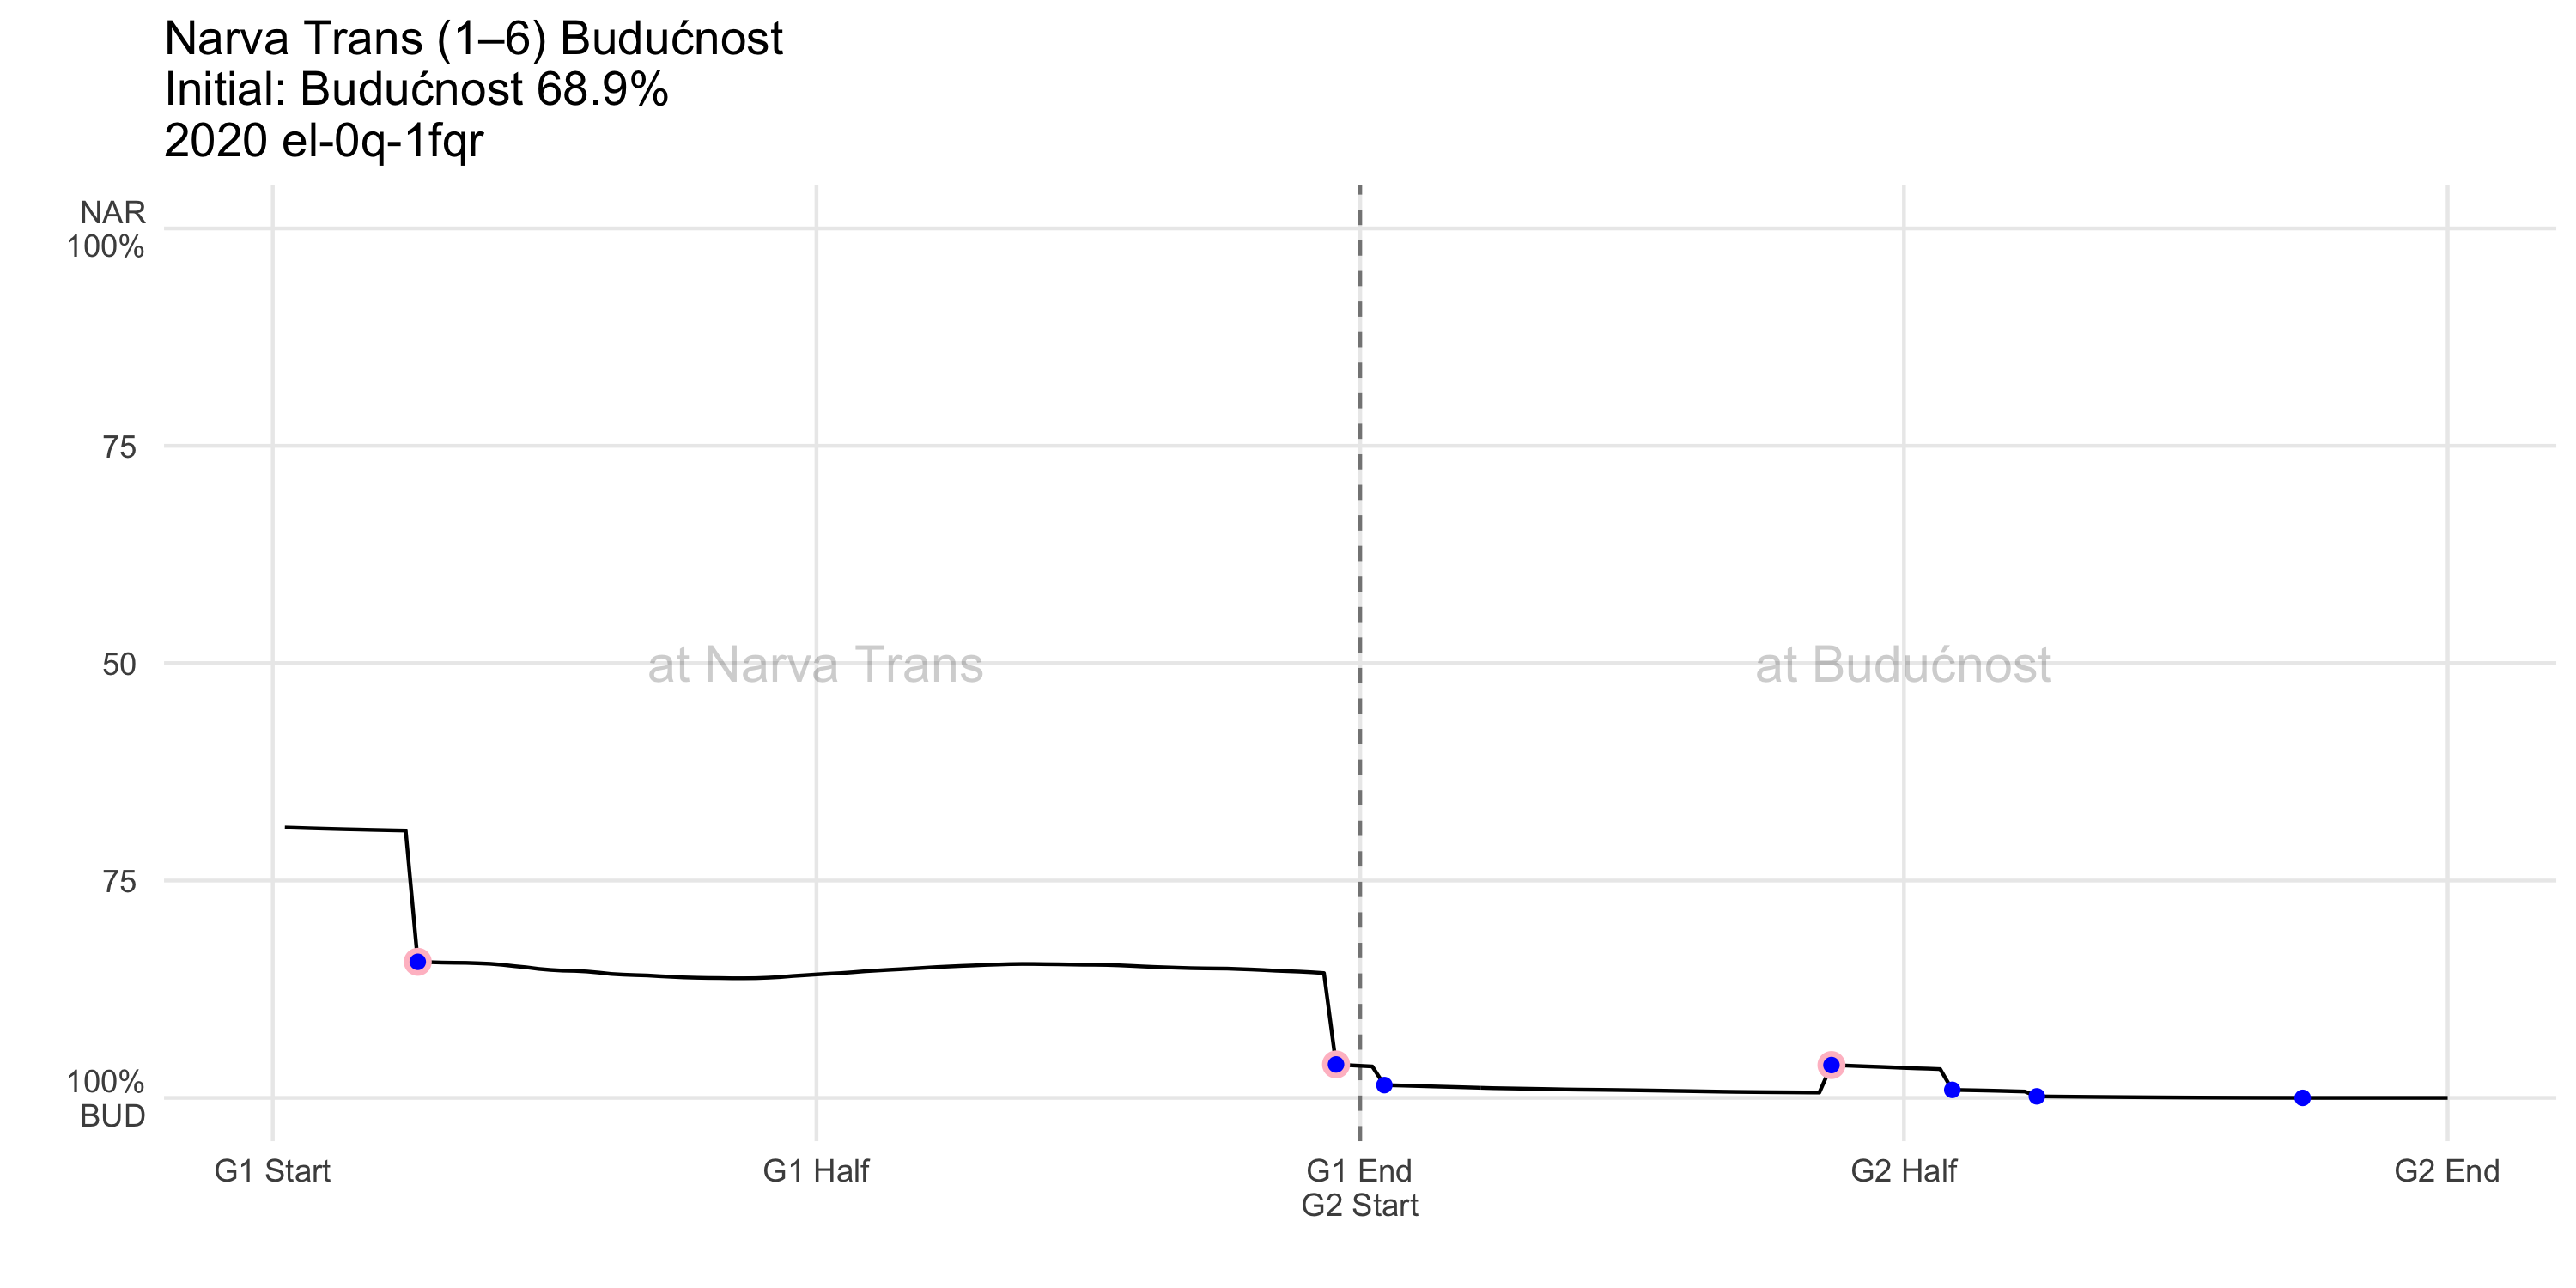 Narva Trans (1–6) Budućnost
Initial: Budućnost 68.9%
2020 el-0q-1fqr
NAR
100%
75
50
75
100%
BUD
at Narva Trans
at Budućnost
G1 Start
G1 Half
G1 End
G2 Start
G2 Half
G2 End